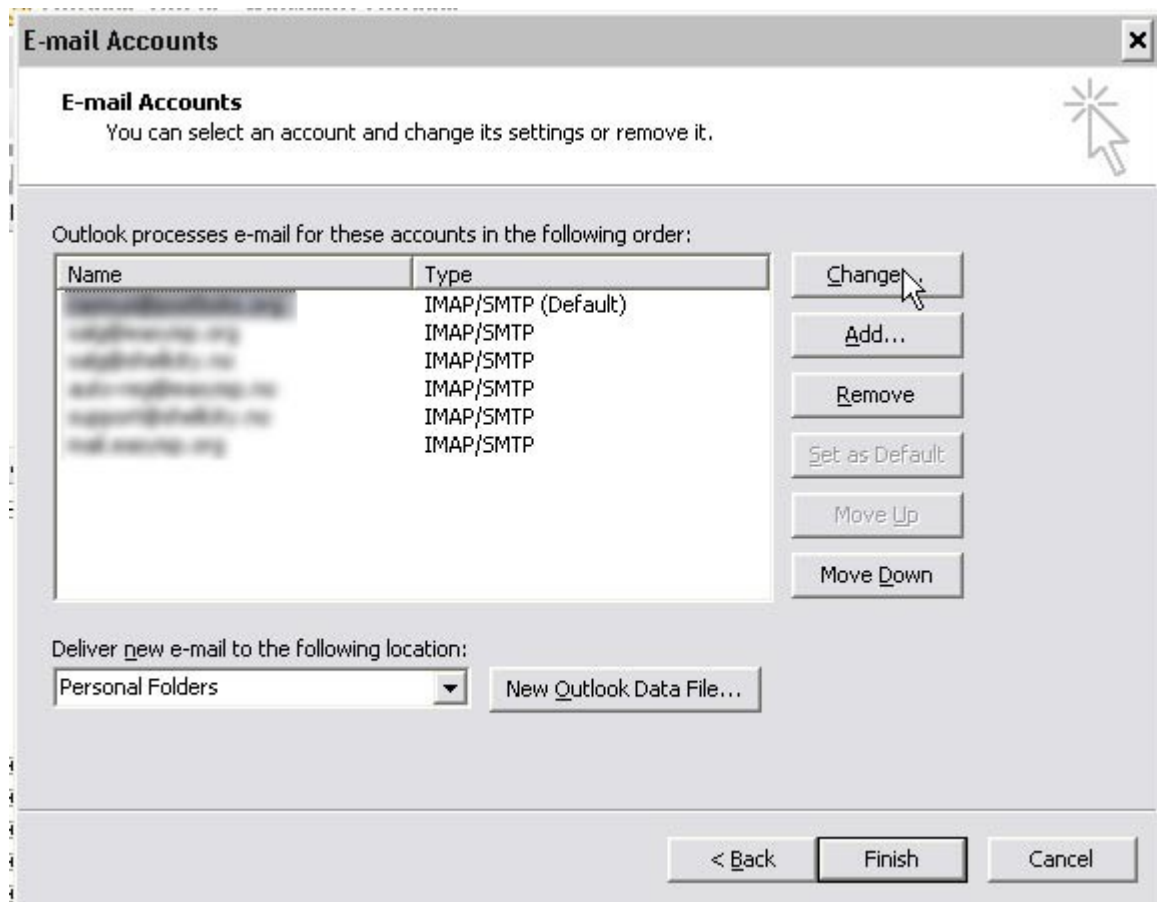 E-mail Accounts
E-mail Accounts
You can select an account and change its settings or remove it.
Outlook processes e-mail for these accounts in the following order:
Name Type
IMAP/SMTP (Default)
IMAP/SMTP
IMAP/SMTP
IMAP/SMTP
IMAP/SMTP
IMAP/SMTP
Change...
Add...
Remove
Set as Default
Move Up
Move Down
Deliver new e-mail to the following location:
Personal Folders New Outlook Data File...
< Back Finish Cancel